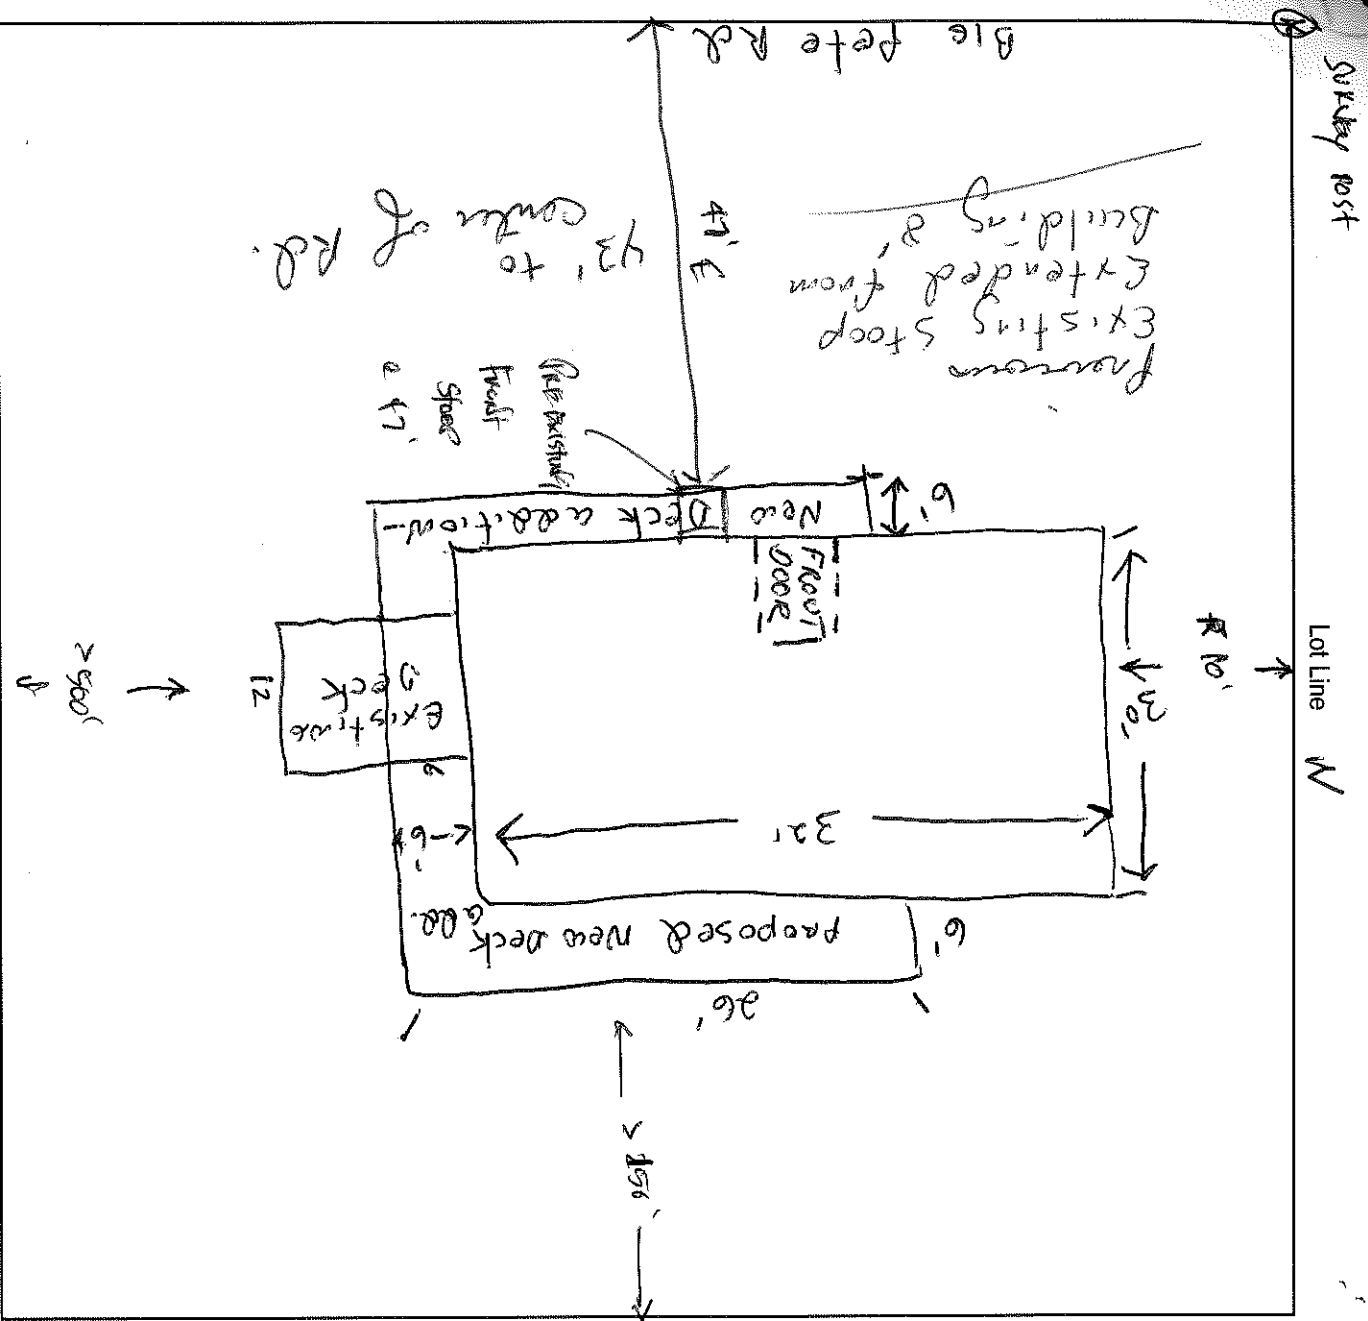 Survey Post
Big Pete Rd
Lot Line
N
Previous
Existing Stoop
Extended from
Building 8'
47'
43' to
center of Rd.
Pre existing
Front
Stoop
@ 47'
New Deck addition
6'
FRONT
DOOR
10'
30'
32'
Existing
Deck
12
6
6'
>500'
Proposed New Deck
add.
6'
26'